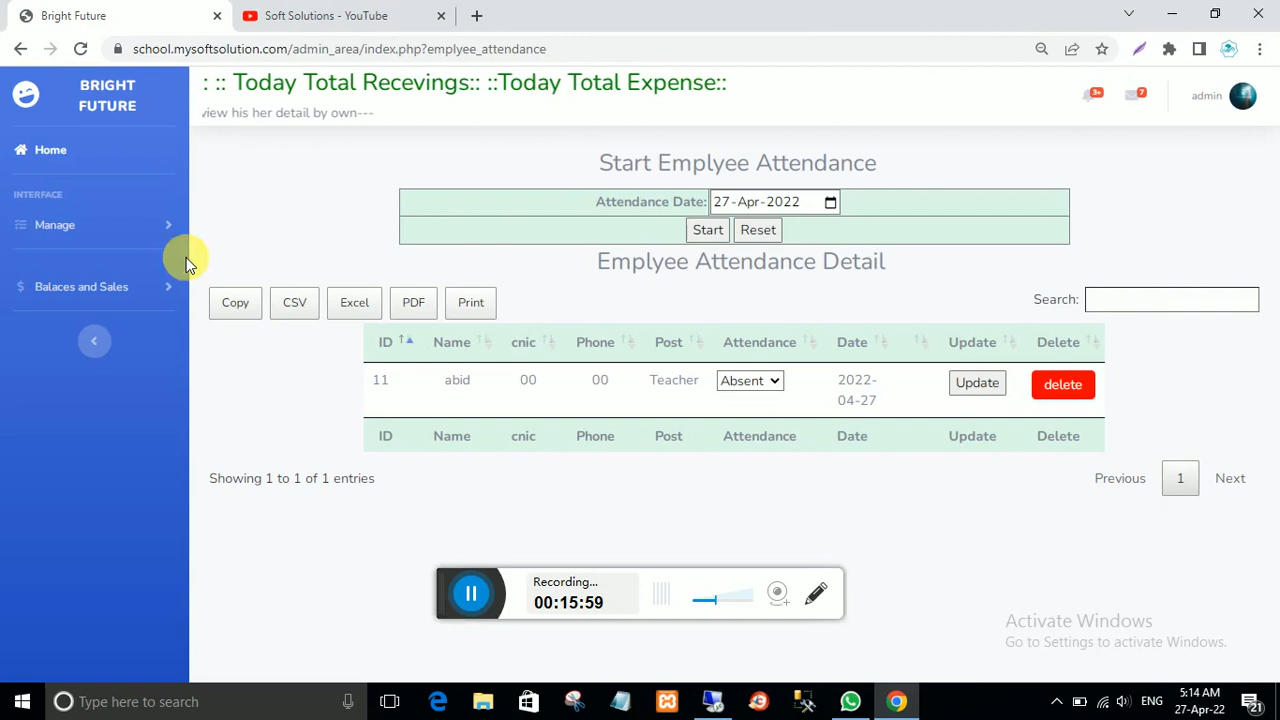 Bright Future
Soft Solutions - YouTube
school.mysoftsolution.com/admin_area/index.php?emplyee_attendance
BRIGHT
FUTURE
: :: Today Total Recevings:: ::Today Total Expense::
view his her detail by own---
3+
7
admin
Home
INTERFACE
Manage
$ Balaces and Sales
Start Emplyee Attendance
Attendance Date: 27-Apr-2022
Start Reset
Emplyee Attendance Detail
Copy CSV Excel PDF Print
Search:
ID Name cnic Phone Post Attendance Date Update Delete
11 abid 00 00 Teacher Absent 2022-
04-27 Update delete
ID Name cnic Phone Post Attendance Date Update Delete
Showing 1 to 1 of 1 entries
Previous 1 Next
Recording...
00:15:59
Activate Windows
Go to Settings to activate Windows.
Type here to search
ENG
5:14 AM
27-Apr-22
21